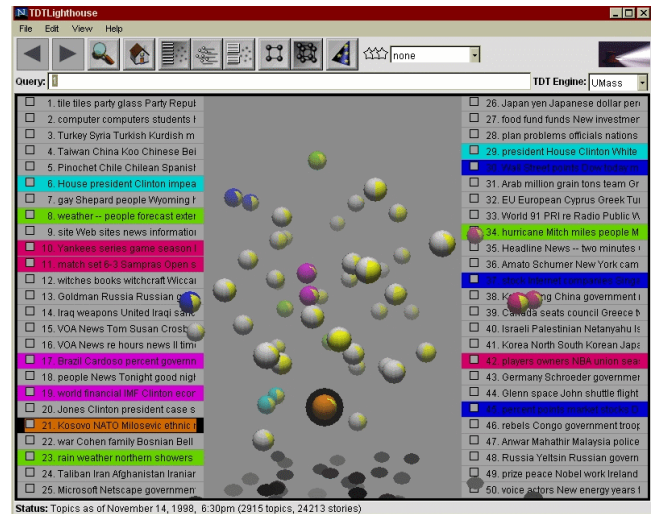 TDTLighthouse
File Edit View Help
none
Query: TDT Engine: UMass
1. tile tiles party glass Party Republ
2. computer computers students h
3. Turkey Syria Turkish Kurdish m
4. Taiwan China Koo Chinese Bei
5. Pinochet Chile Chilean Spanish
6. House president Clinton impea
7. gay Shepard people Wyoming h
8. weather -- people forecast exter
9. site Web sites news information
10. Yankees series game season
11. match set 6-3 Sampras Open s
12. witches books witchcraft Wiccan
13. Goldman Russia Russian
14. Iraq weapons United Iraqi san
15. VOA News Tom Susan Crosb
16. VOA News re hours news II tim
17. Brazil Cardoso percent governm
18. people News Tonight good nigh
19. world financial IMF Clinton econ
20. Jones Clinton president case s
21. Kosovo NATO Milosevic ethnic r
22. war Cohen family Bosnian Bell
23. rain weather northern showers
24. Taliban Iran Afghanistan Iranian
25. Microsoft Netscape government
26. Japan yen Japanese dollar perc
27. food fund funds New investmen
28. plan problems officials nations
29. president House Clinton White
31. Arab million grain tons team Gr
32. EU European Cyprus Greek Tur
33. World 91 PRI re Radio Public W
34. hurricane Mitch miles people M
35. Headline News -- two minutes
36. Amato Schumer New York cam
38. China government
39. Canada seats council Greece N
40. Israeli Palestinian Netanyahu Is
41. Korea North South Korean Japa
42. players owners NBA union sea
43. Germany Schroeder governmen
44. Glenn space John shuttle flight
46. rebels Congo government troop
47. Anwar Mahathir Malaysia police
48. Russia Yeltsin Russian govern
49. prize peace Nobel work Ireland
50. voice actors New energy years f
Status: Topics as of November 14, 1998, 6:30pm (2915 topics, 24213 stories)